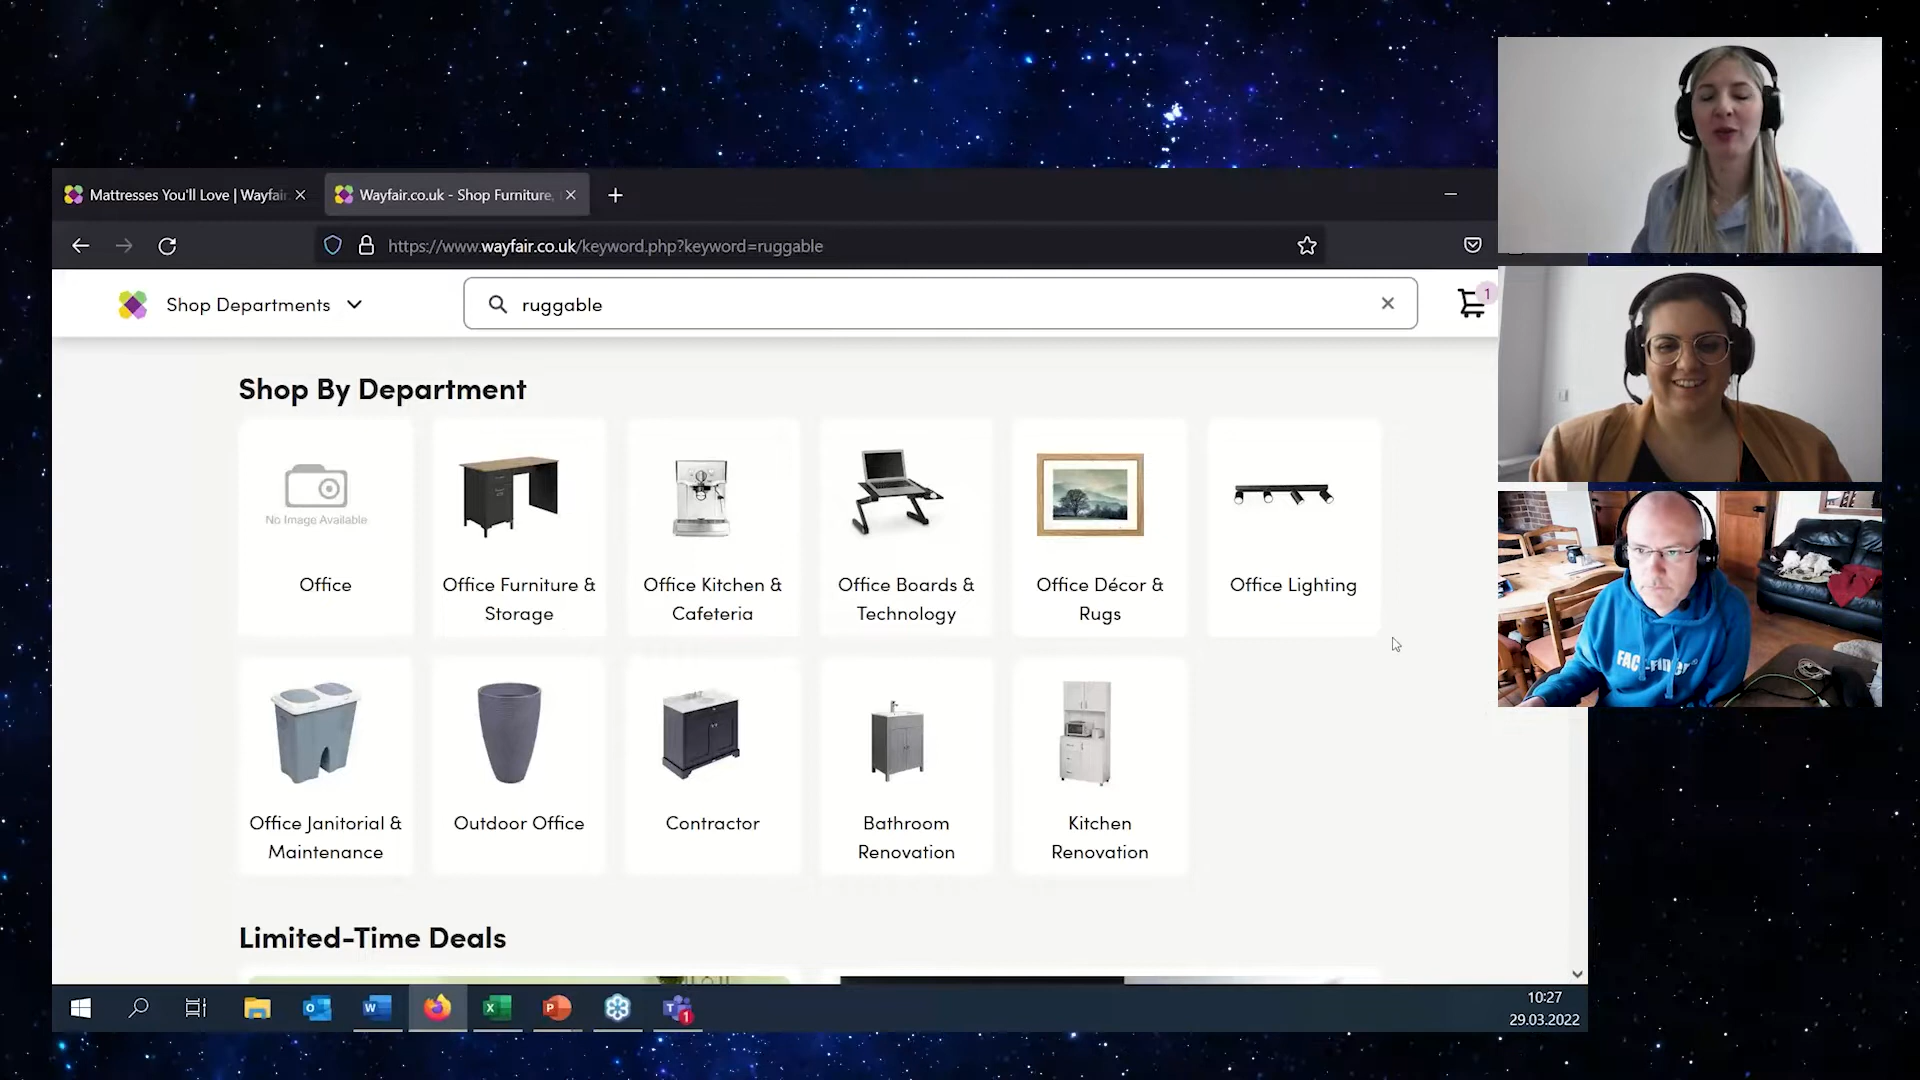 Mattresses You'll Love | Wayfair
Wayfair.co.uk - Shop Furniture,
https://www.wayfair.co.uk/keyword.php?keyword=ruggable
Shop Departments
ruggable
1
Shop By Department
No Image Available
Office
Office Furniture &
Storage
Office Kitchen &
Cafeteria
Office Boards &
Technology
Office Décor &
Rugs
Office Lighting
Office Janitorial &
Maintenance
Outdoor Office
Contractor
Bathroom
Renovation
Kitchen
Renovation
Limited-Time Deals
10:27
29.03.2022
1